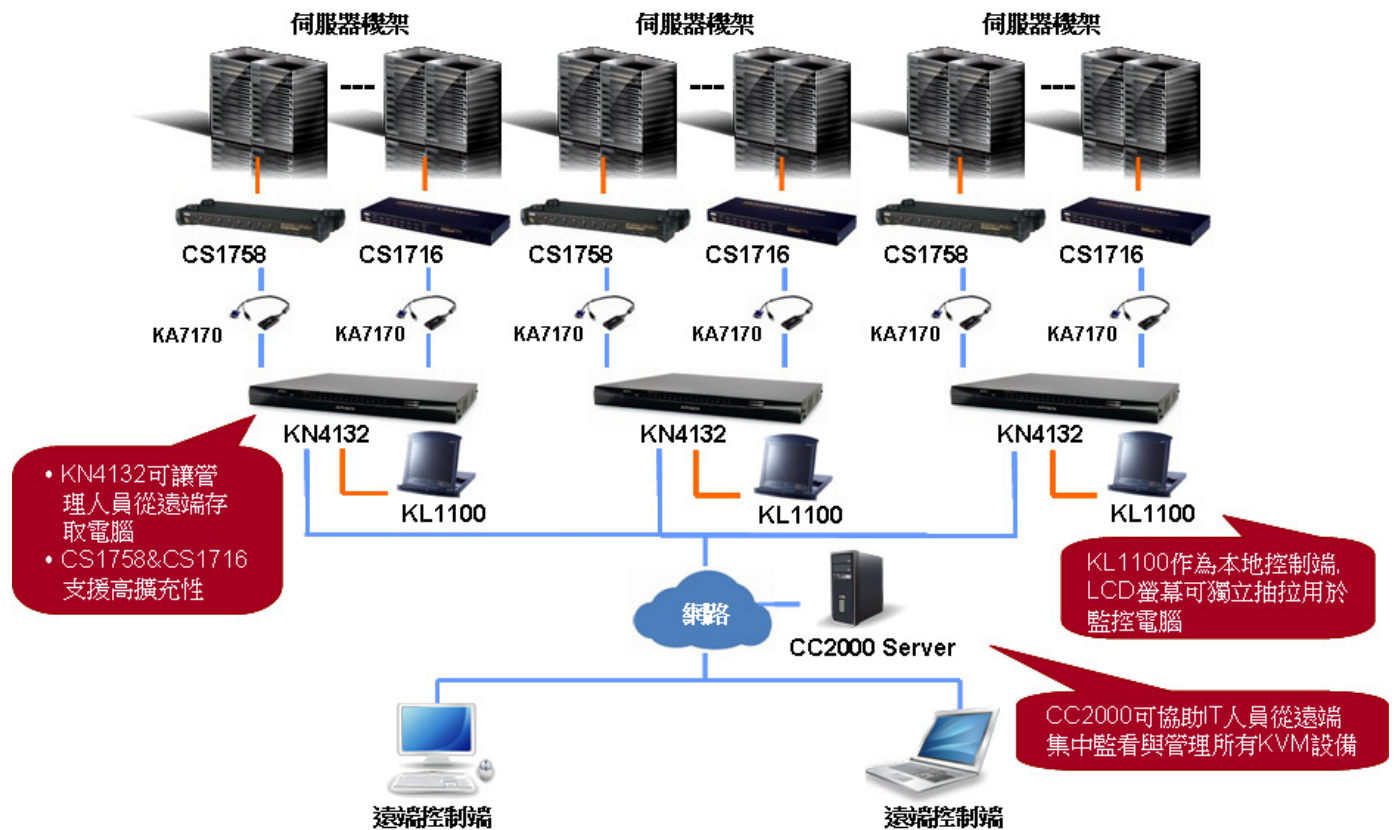 伺服器機架
伺服器機架
伺服器機架
---
---
---
CS1758
CS1716
CS1758
CS1716
CS1758
CS1716
KA7170
KA7170
KA7170
KA7170
KA7170
KA7170
KN4132
KN4132
KN4132
KL1100
KL1100
KL1100
• KN4132可讓管
理人員從遠端存
取電腦
• CS1758&CS1716
支援高擴充性
KL1100作為本地控制端,
LCD螢幕可獨立抽拉用於
監控電腦
網路
CC2000 Server
CC2000可協助IT人員從遠端
集中監看與管理所有KVM設備
遠端控制端
遠端控制端